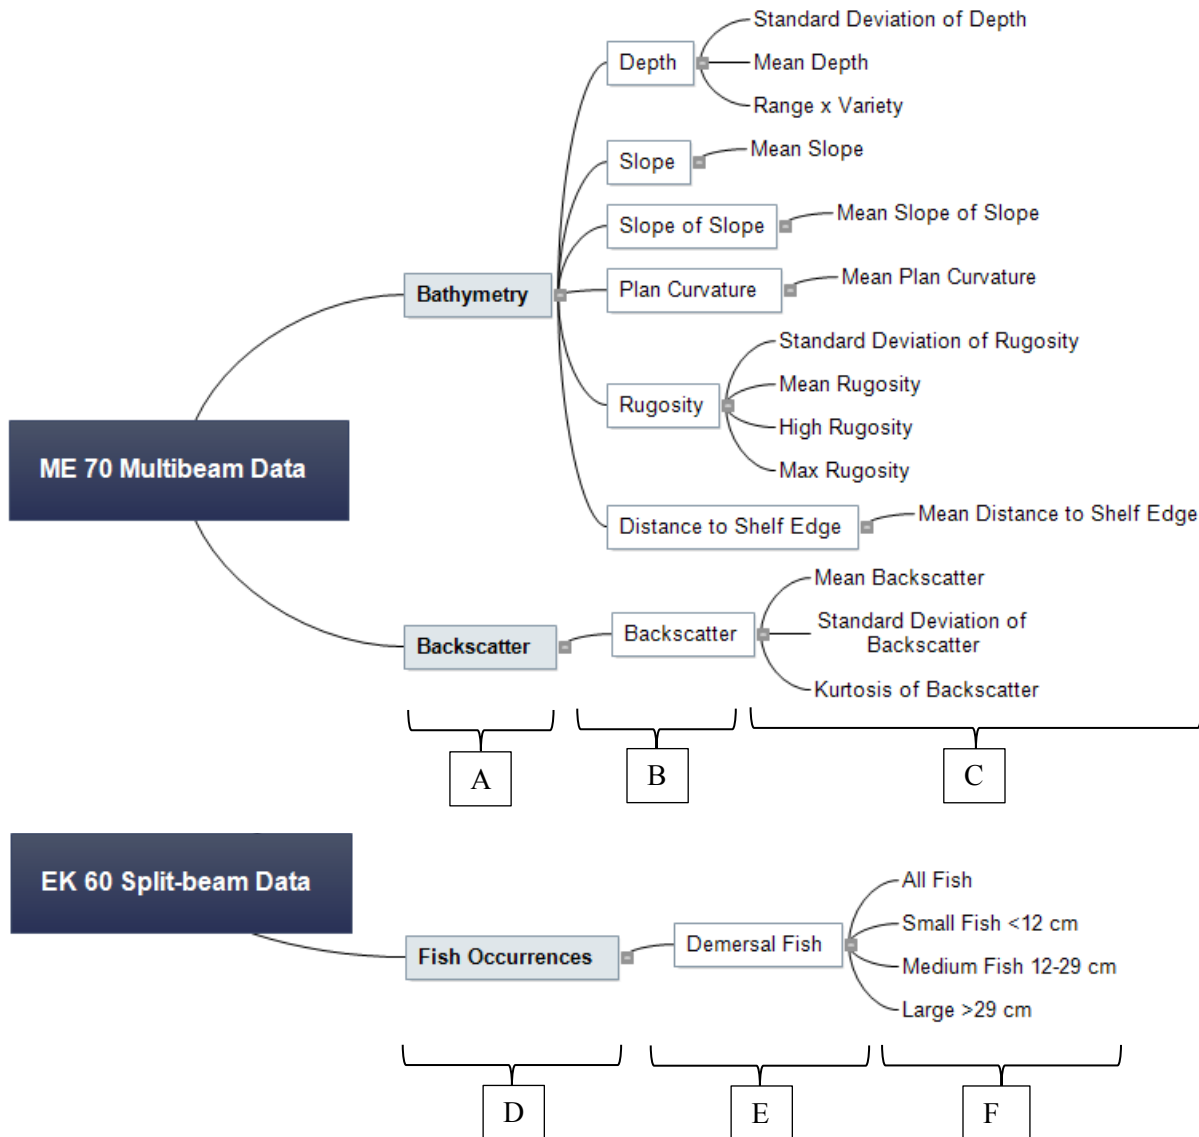 Standard Deviation of Depth
Depth
Mean Depth
Range x Variety
Slope
Mean Slope
Slope of Slope
Mean Slope of Slope
Bathymetry
Plan Curvature
Mean Plan Curvature
Standard Deviation of Rugosity
Mean Rugosity
Rugosity
High Rugosity
Max Rugosity
ME 70 Multibeam Data
Distance to Shelf Edge
Mean Distance to Shelf Edge
Mean Backscatter
Backscatter
Backscatter
Standard Deviation of
Backscatter
Kurtosis of Backscatter
A
B
C
EK 60 Split-beam Data
All Fish
Small Fish <12 cm
Fish Occurrences
Demersal Fish
Medium Fish 12-29 cm
Large >29 cm
D
E
F